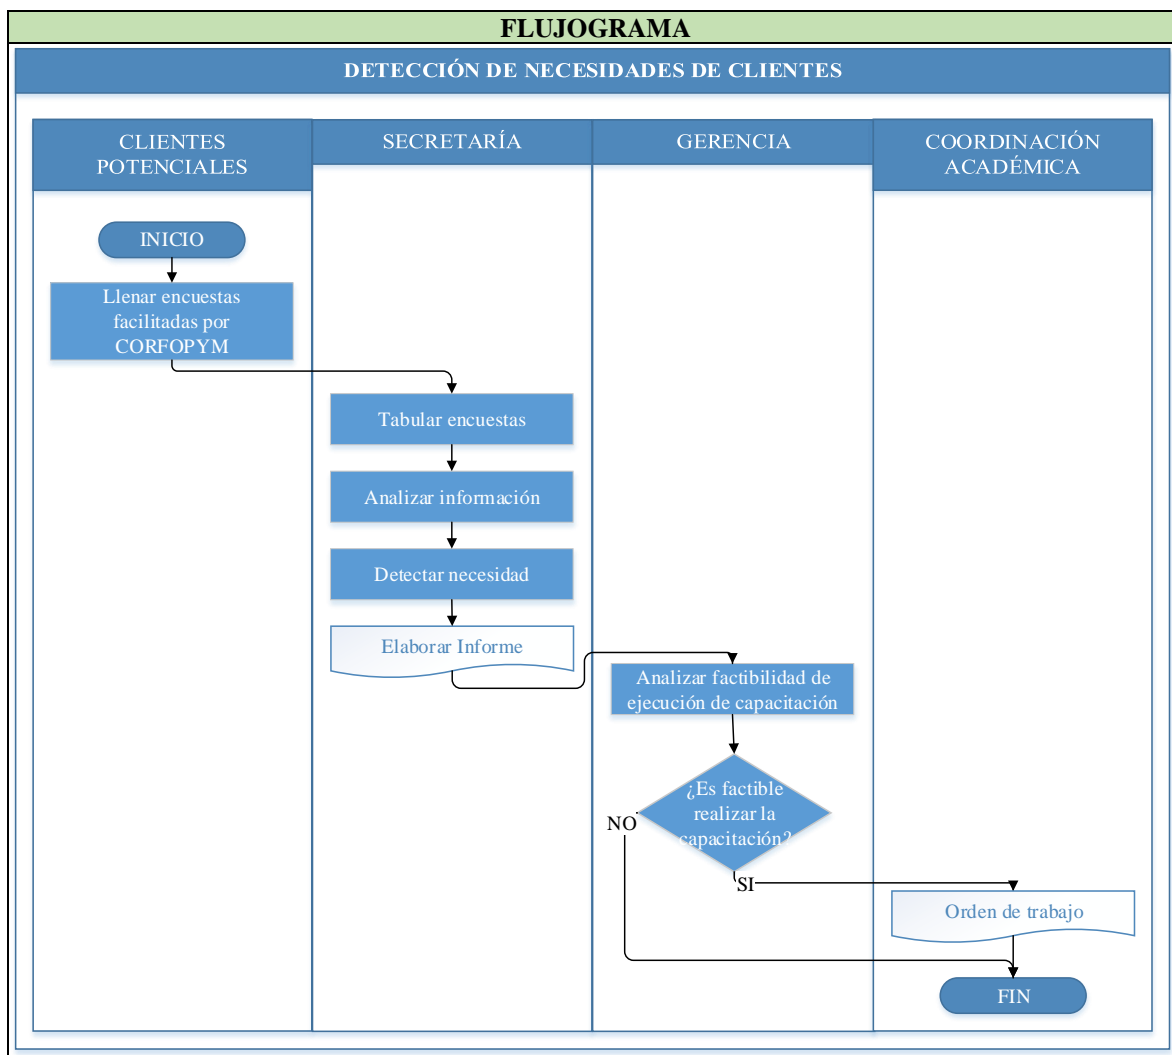 FLUJOGRAMA
DETECCIÓN DE NECESIDADES DE CLIENTES
CLIENTES
POTENCIALES
SECRETARÍA
GERENCIA
COORDINACIÓN
ACADÉMICA
INICIO
Llenar encuestas
facilitadas por
CORFOPYM
Tabular encuestas
Analizar información
Detectar necesidad
Elaborar Informe
Analizar factibilidad de
ejecución de capacitación
¿Es factible
realizar la
capacitación?
NO
SI
Orden de trabajo
FIN